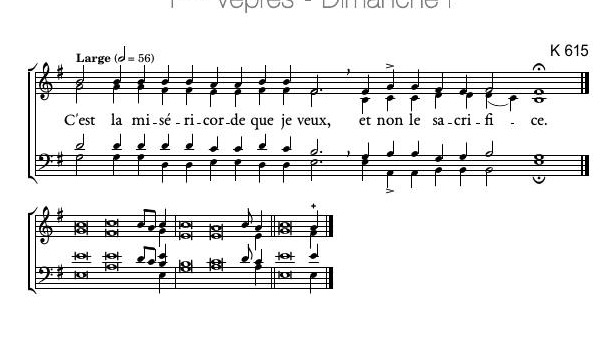 Vêpres - Dimanche I
K 615
Large (𝅗𝅥 = 56)
C'est la mi-sé-ri-cor-de que je veux, et non le sa-cri-fi-ce.